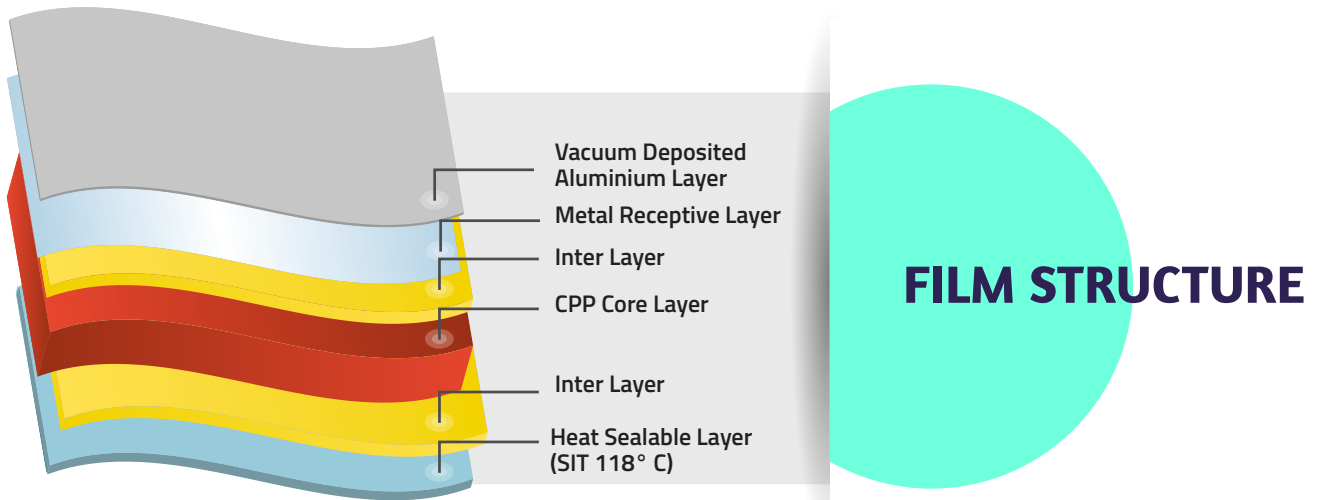 Vacuum Deposited
Aluminium Layer
Metal Receptive Layer
Inter Layer
CPP Core Layer
Inter Layer
Heat Sealable Layer
(SIT 118° C)
FILM STRUCTURE